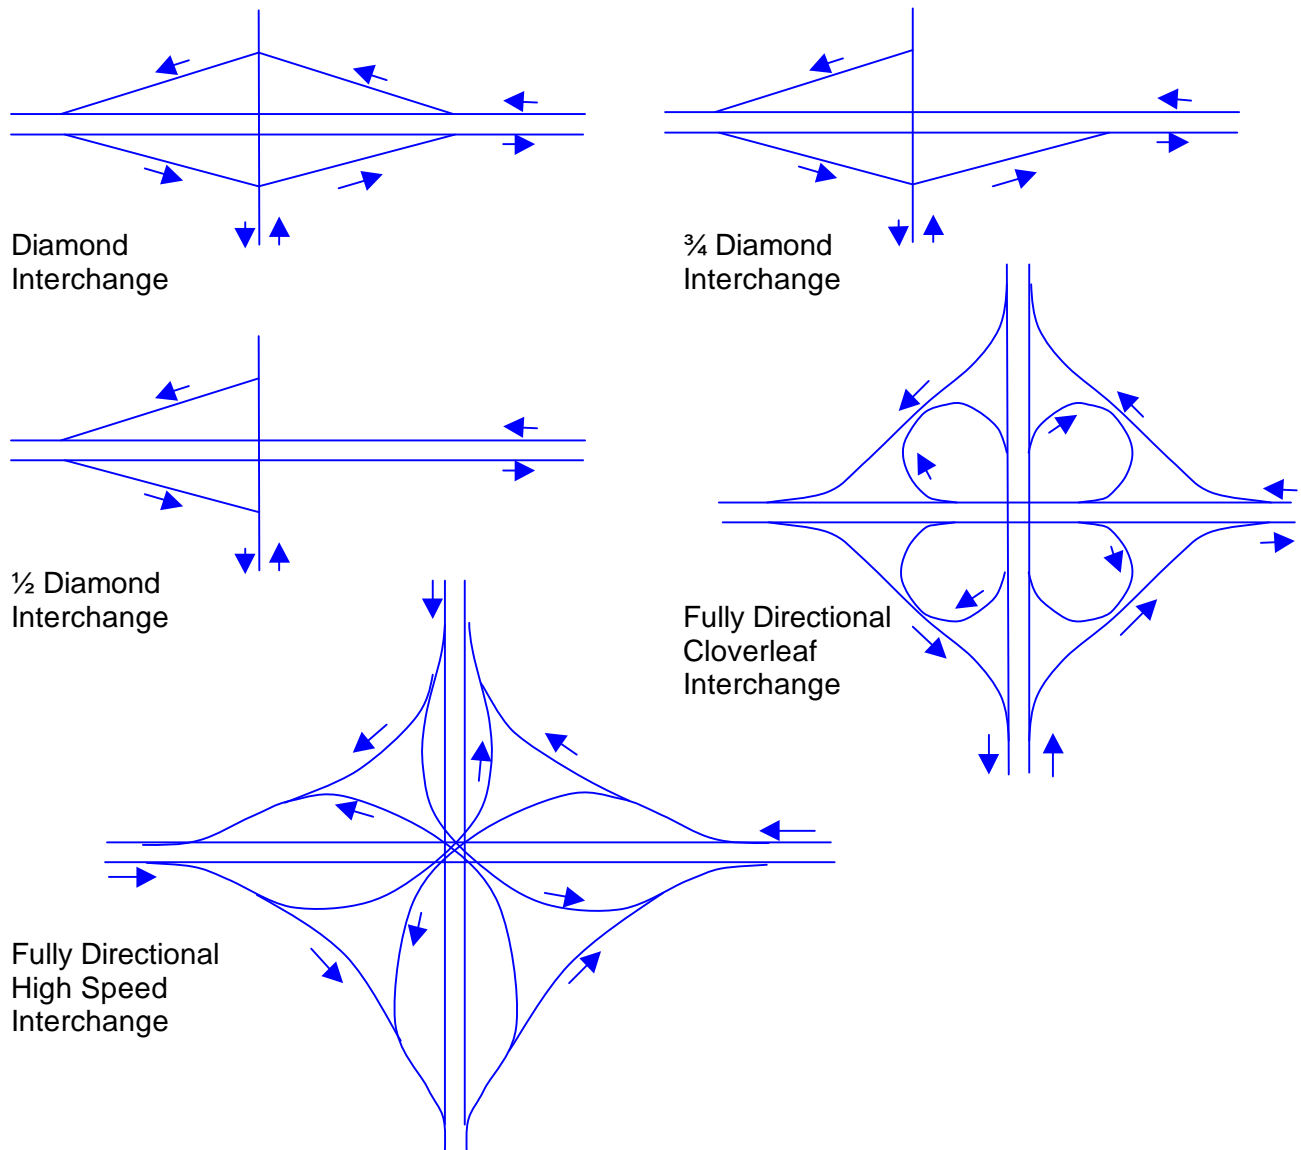 Diamond
Interchange
¾ Diamond
Interchange
½ Diamond
Interchange
Fully Directional
Cloverleaf
Interchange
Fully Directional
High Speed
Interchange